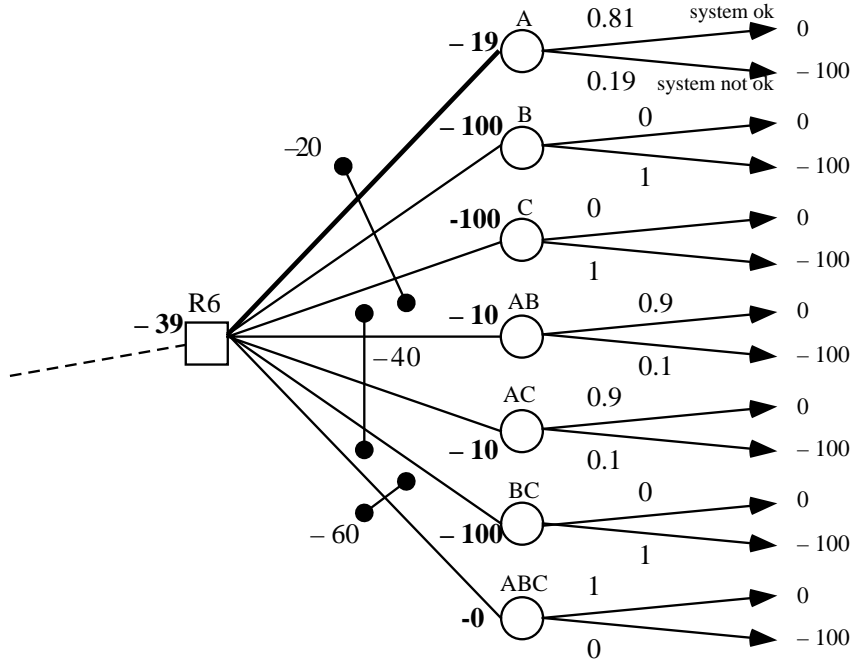 A 0.81 system ok 0
– 19
0.19 system not ok – 100
B 0 0
– 100
1 – 100
–20
C 0 0
-100
1 – 100
R6
– 39
AB 0.9 0
– 10
– 40
0.1 – 100
AC 0.9 0
– 10
0.1 – 100
BC 0 0
– 60
– 100
1 – 100
ABC 1 0
-0
0 – 100